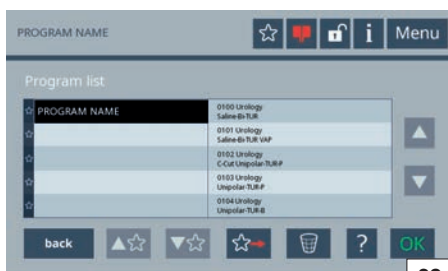 PROGRAM NAME
i Menu
Program list
PROGRAM NAME
0100 Urology
Saline-Bi-TUR
0101 Urology
Saline-Bi-TUR VAP
0102 Urology
C-Cut Unipolar-TUR-P
0103 Urology
Unipolar-TUR-P
0104 Urology
Unipolar-TUR-B
back ? OK